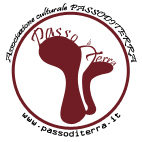 Associazione culturale PASSODITERRA
Passo di Terra
www.passoditerra.it